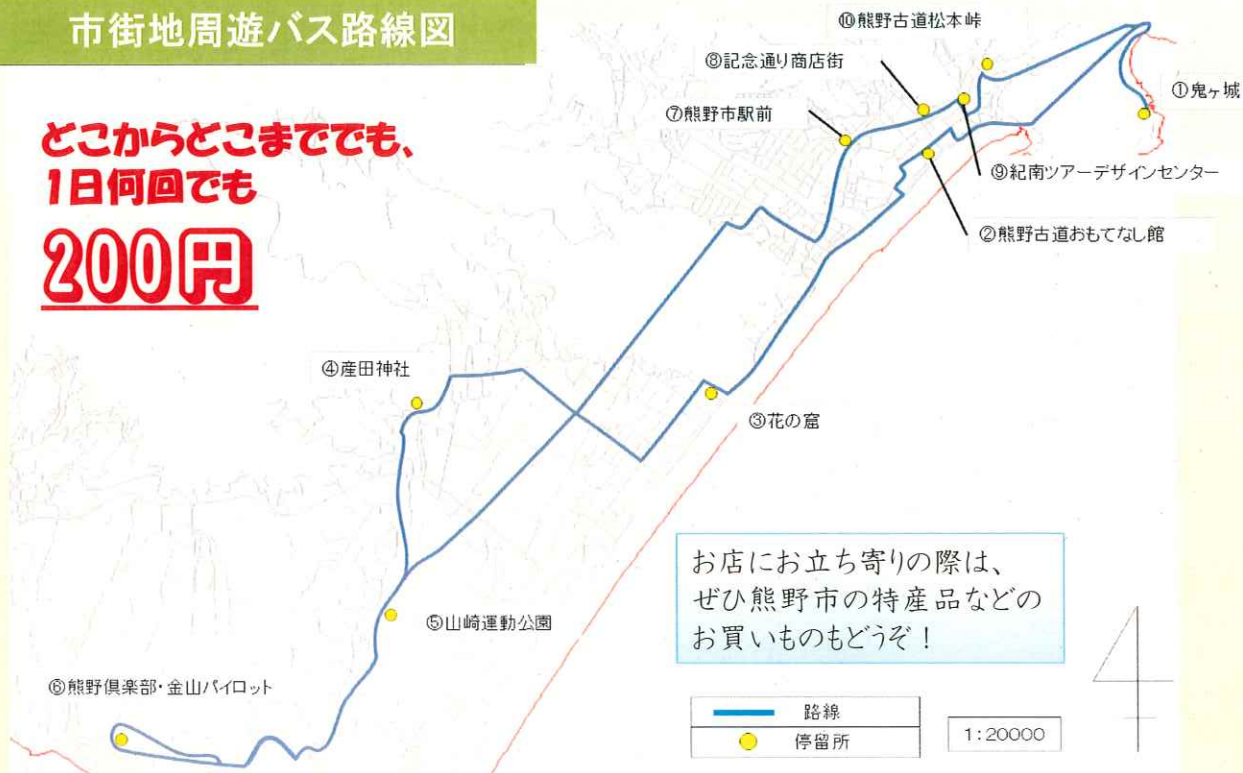 市街地周遊バス路線図
どこからどこまででも、
1日何回でも
200円
⑩熊野古道松本峠
⑧記念通り商店街
①鬼ヶ城
⑦熊野市駅前
⑨紀南ツアーデザインセンター
②熊野古道おもてなし館
④産田神社
③花の窟
⑤山崎運動公園
⑥熊野倶楽部・金山パイロット
お店にお立ち寄りの際は、
ぜひ熊野市の特産品などの
お買いものもどうぞ！
路線
停留所
1:20000